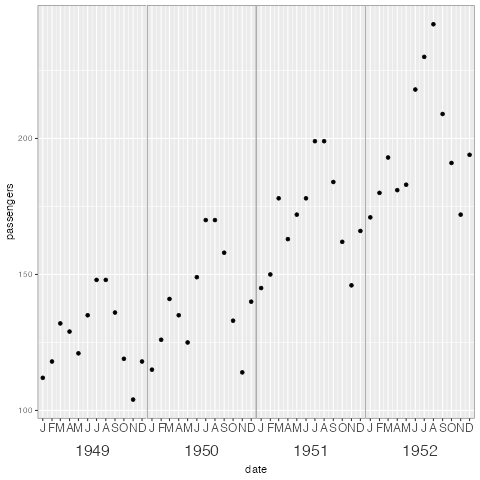 passengers
200
150
100
J FMAMJ J A SOND J FMAMJ J A SOND J FMAMJ J A SOND J FMAMJ J A SOND
1949 1950 1951 1952
date